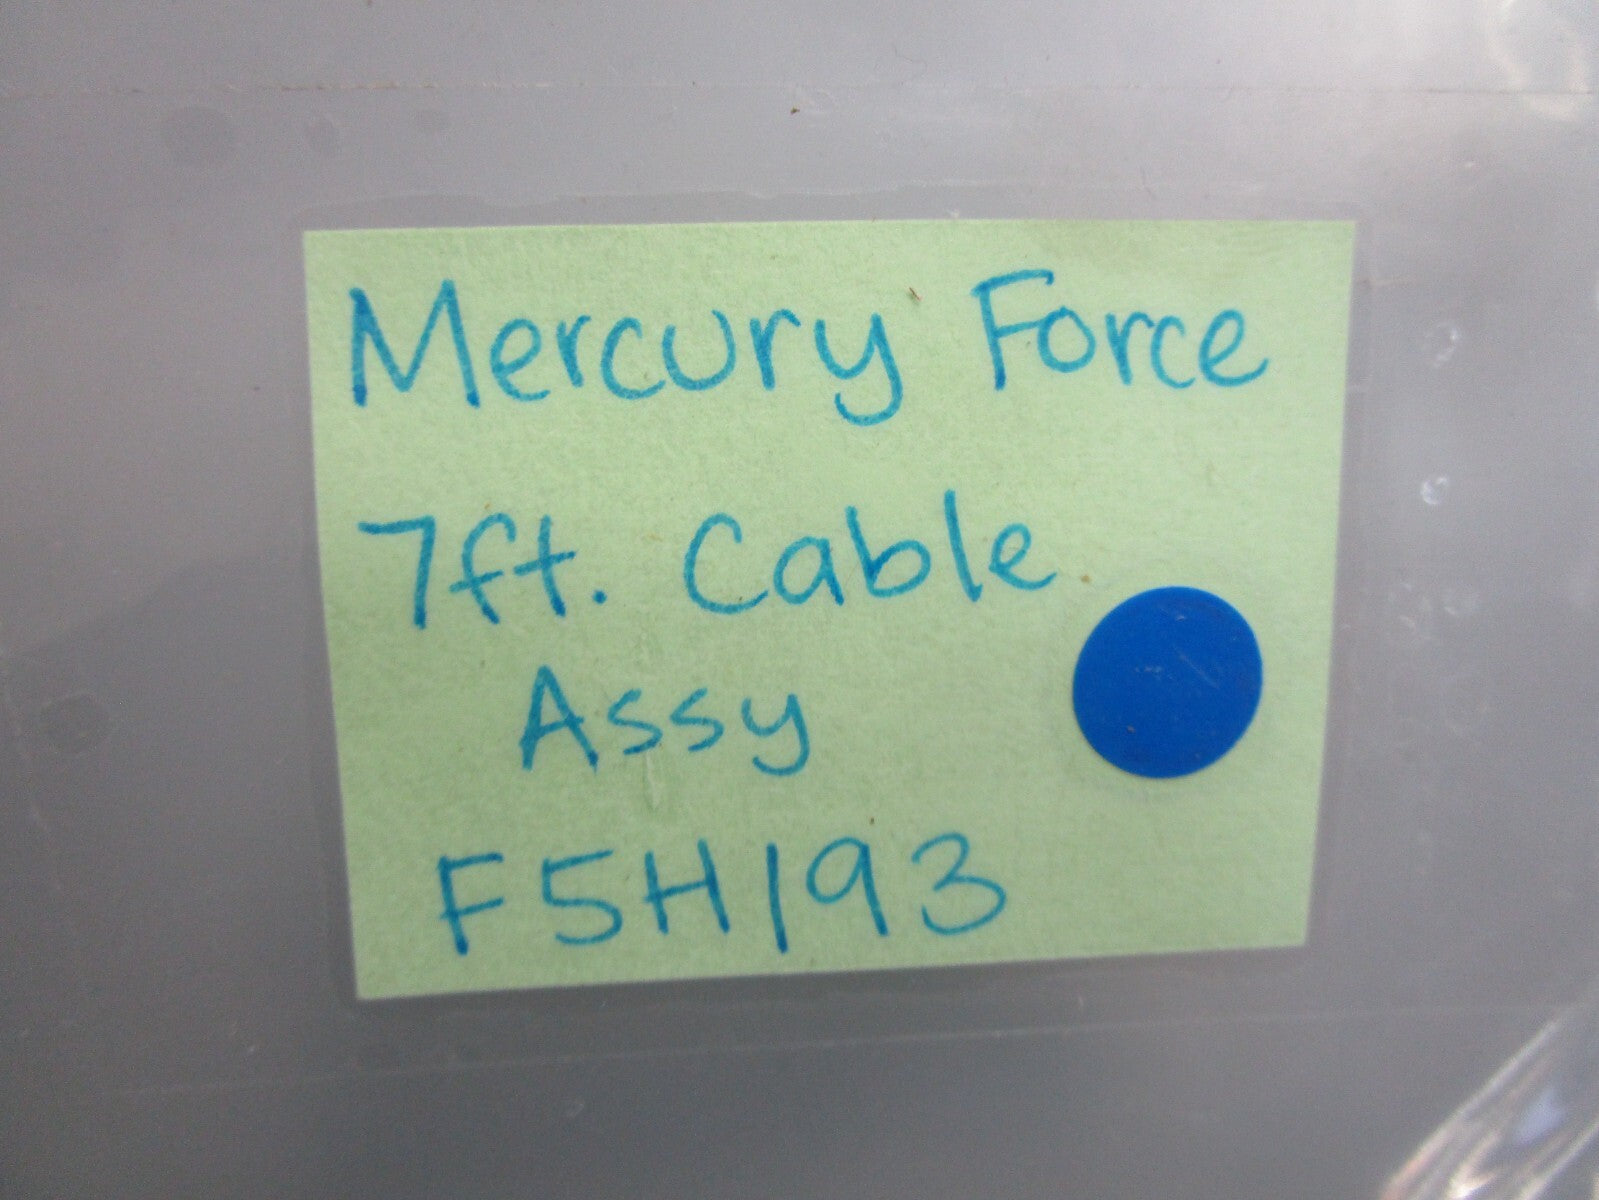 Mercury Force
7ft. Cable
Assy
F5H193